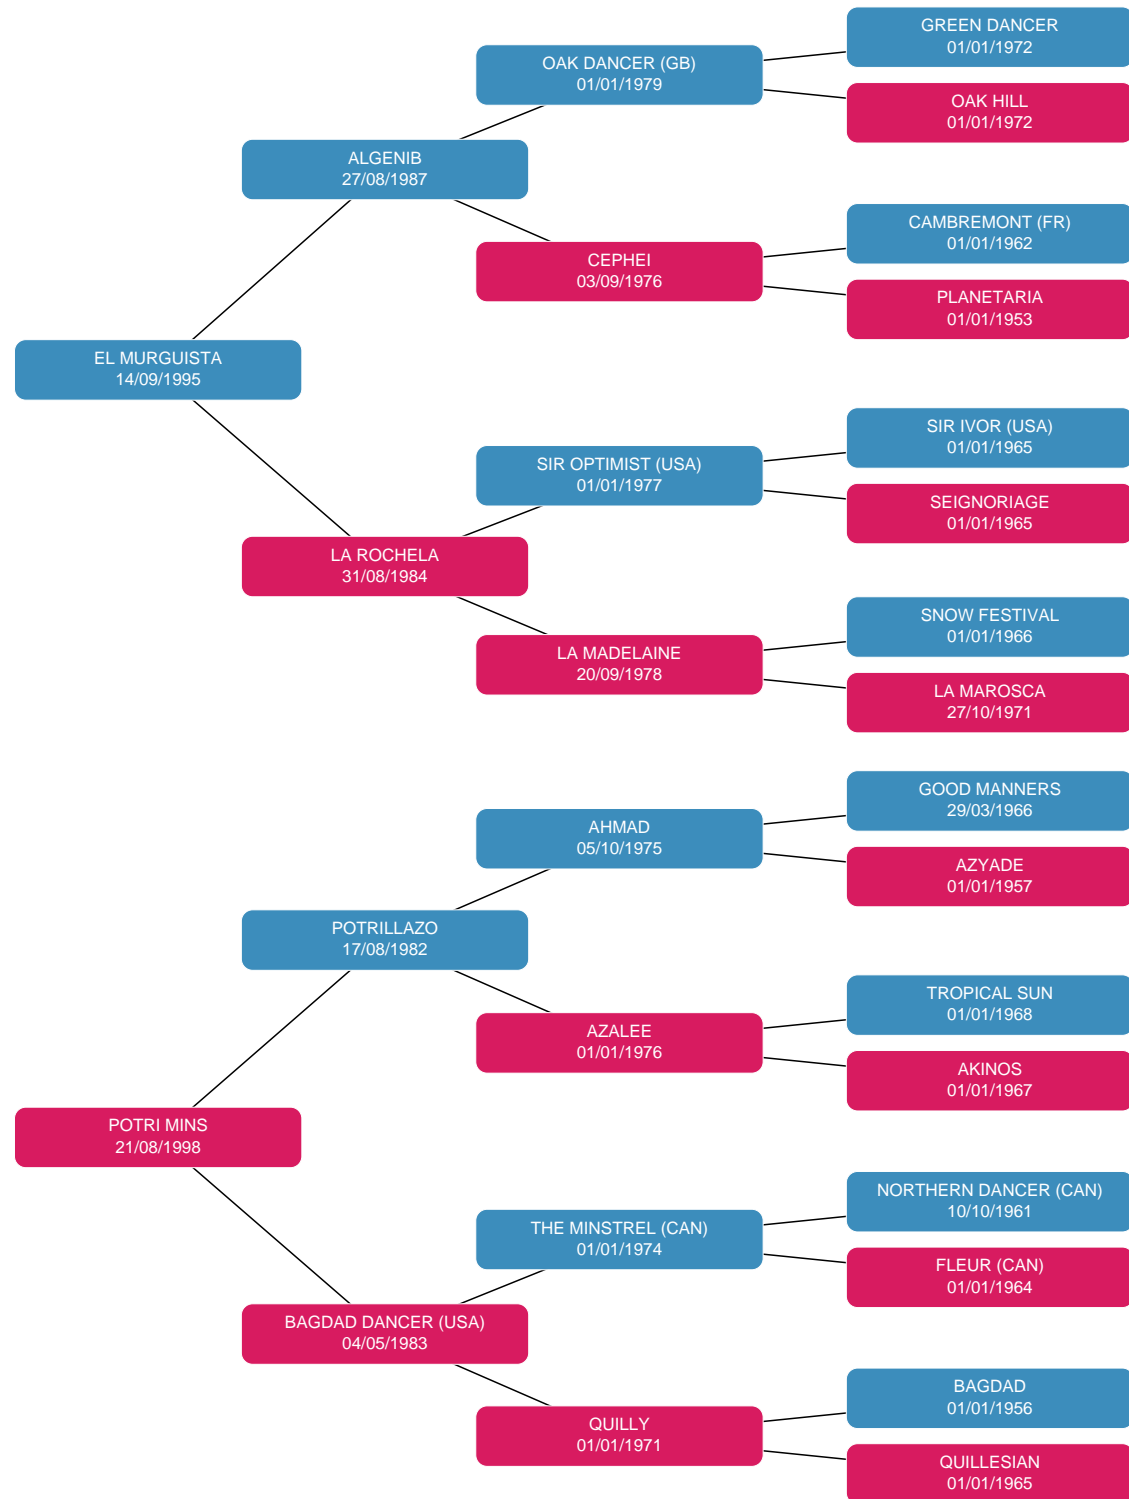 GREEN DANCER
01/01/1972
OAK DANCER (GB)
01/01/1979
OAK HILL
01/01/1972
ALGENIB
27/08/1987
CAMBREMONT (FR)
01/01/1962
CEPHEI
03/09/1976
PLANETARIA
01/01/1953
EL MURGUISTA
14/09/1995
SIR IVOR (USA)
01/01/1965
SIR OPTIMIST (USA)
01/01/1977
SEIGNORIAGE
01/01/1965
LA ROCHELA
31/08/1984
SNOW FESTIVAL
01/01/1966
LA MADELAINE
20/09/1978
LA MAROSCA
27/10/1971
GOOD MANNERS
29/03/1966
AHMAD
05/10/1975
AZYADE
01/01/1957
POTRILLAZO
17/08/1982
TROPICAL SUN
01/01/1968
AZALEE
01/01/1976
AKINOS
01/01/1967
POTRI MINS
21/08/1998
NORTHERN DANCER (CAN)
10/10/1961
THE MINSTREL (CAN)
01/01/1974
FLEUR (CAN)
01/01/1964
BAGDAD DANCER (USA)
04/05/1983
BAGDAD
01/01/1956
QUILLY
01/01/1971
QUILLESIAN
01/01/1965